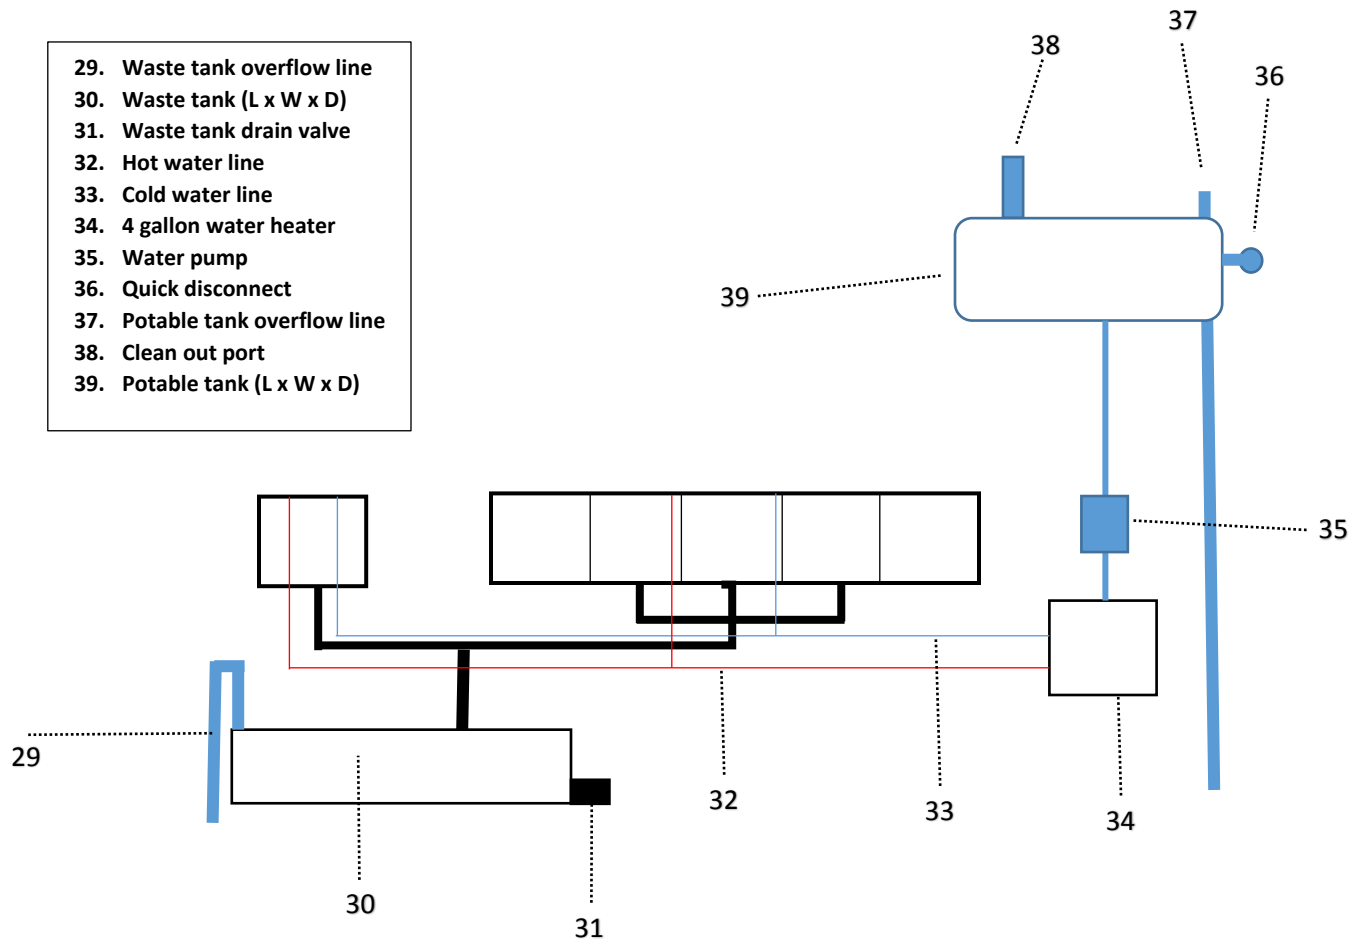 29. Waste tank overflow line
30. Waste tank (L x W x D)
31. Waste tank drain valve
32. Hot water line
33. Cold water line
34. 4 gallon water heater
35. Water pump
36. Quick disconnect
37. Potable tank overflow line
38. Clean out port
39. Potable tank (L x W x D)
37
38
36
39
35
29
32
33
34
30
31